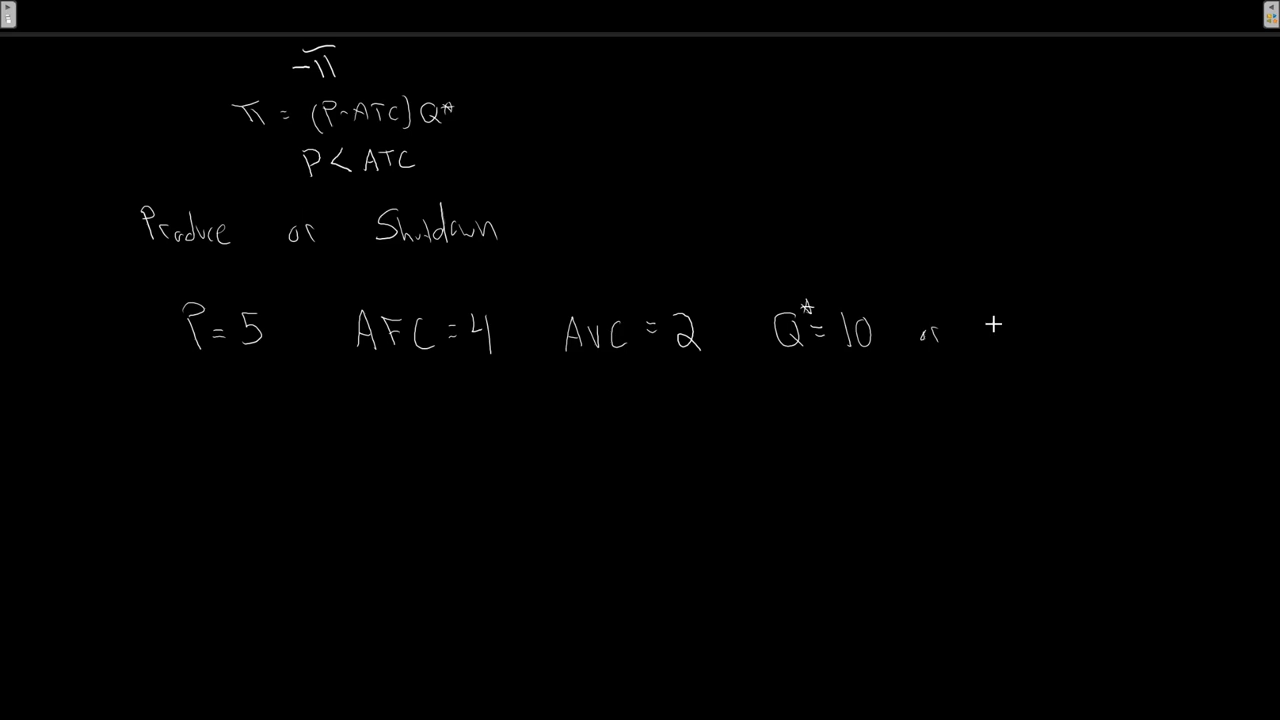 -π
π = (P-ATC)Q*
P < ATC
Produce or Shutdown
P = 5 AFC = 4 AVC = 2 Q* = 10 or